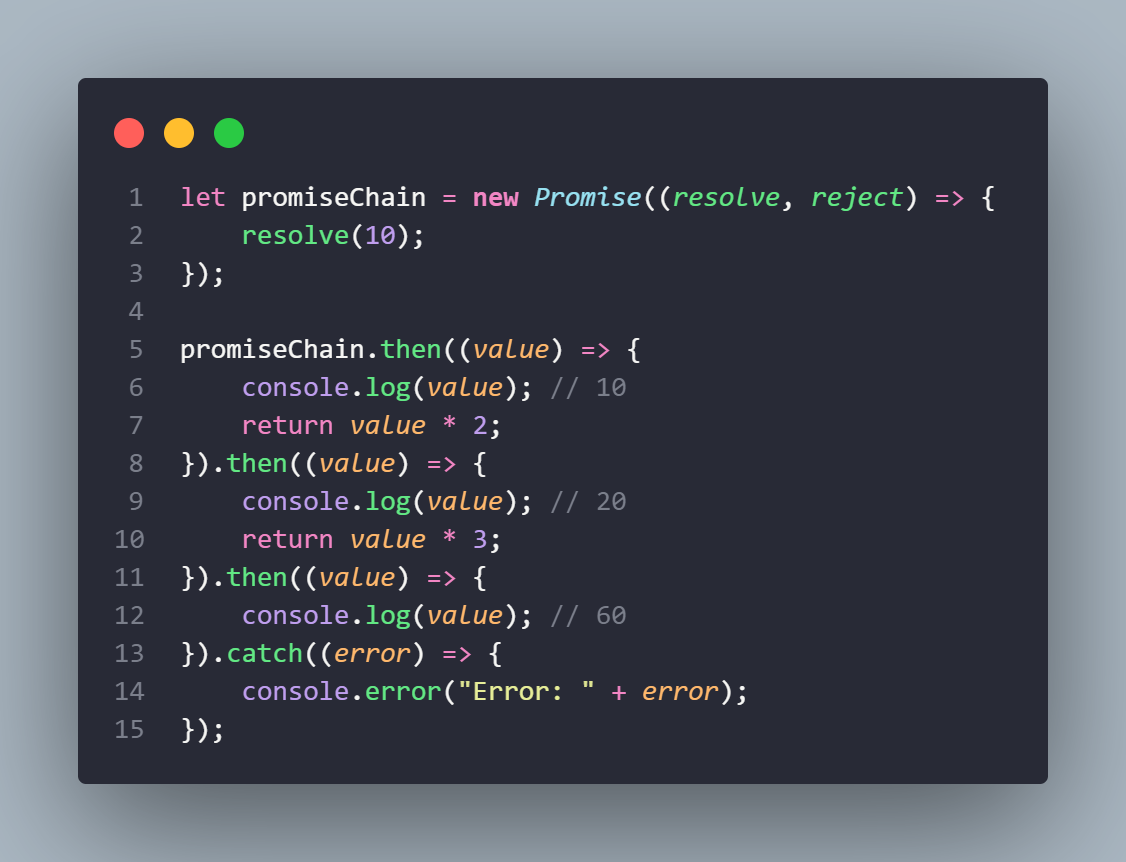 1 let promiseChain = new Promise((resolve, reject) => {
2     resolve(10);
3 });
4
5 promiseChain.then((value) => {
6     console.log(value); // 10
7     return value * 2;
8 }).then((value) => {
9     console.log(value); // 20
10     return value * 3;
11 }).then((value) => {
12     console.log(value); // 60
13 }).catch((error) => {
14     console.error("Error: " + error);
15 });